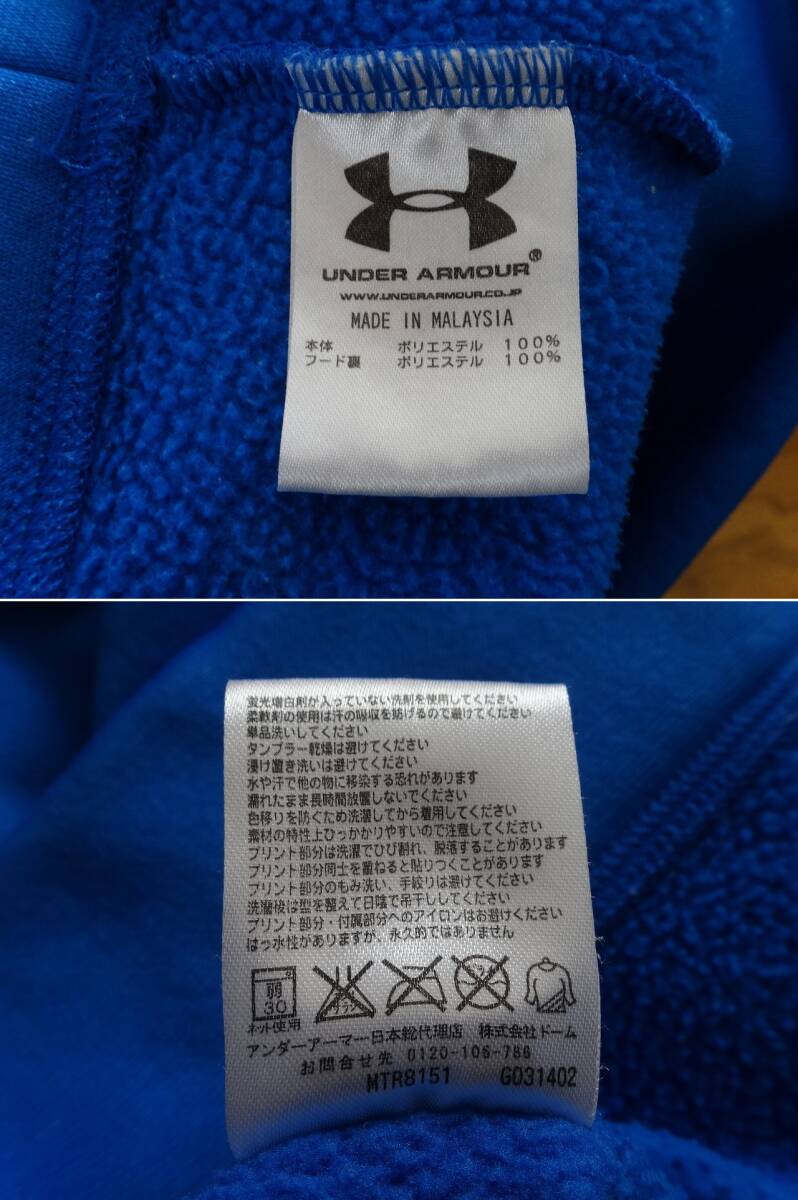 UNDER ARMOUR®
WWW.UNDERARMOUR.CO.JP
MADE IN MALAYSIA
本体 ポリエステル 100%
フード裏 ポリエステル 100%
蛍光増白剤が入っていない洗剤を使用してください
柔軟剤の使用は汗の吸収を妨げるので避けてください
単品洗いしてください
タンブラー乾燥は避けてください
浸け置き洗いは避けてください
水や汗で他の物に移染する恐れがあります
濡れたまま長時間放置しないでください
色移りを防ぐため洗濯してから着用してください
素材の特性上ひっかかりやすいので注意してください
プリント部分は洗濯でひび割れ、脱落することがあります
プリント部分同士を重ねると貼りつくことがあります
プリント部分のもみ洗い、手絞りは避けてください
洗濯後は型を整えて日陰で吊干ししてください
プリント部分・付属部分へのアイロンはお避けください
はっ水性がありますが、永久的ではありません
弱
30
ネット使用
アンダーアーマー日本総代理店 株式会社ドーム
お問合せ先 0120-106-786
MTR8151 G031402